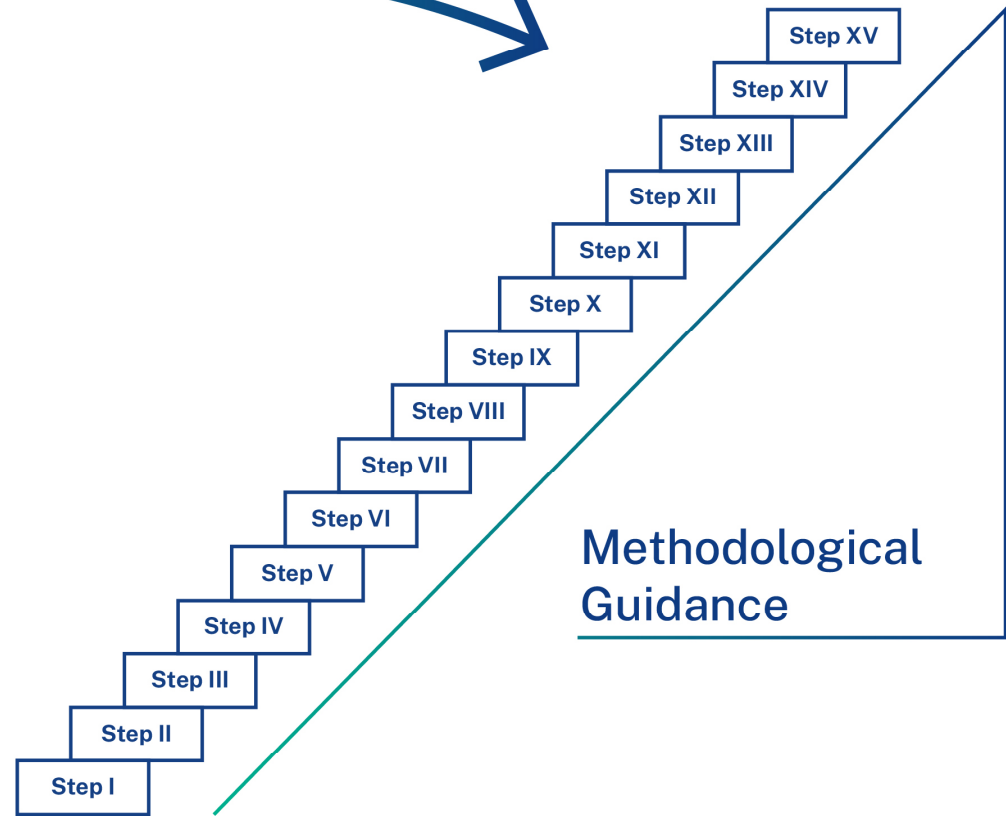 Step XV
Step XIV
Step XIII
Step XII
Step XI
Step X
Step IX
Step VIII
Step VII
Step VI
Step V
Step IV
Step III
Step II
Step I
Methodological
Guidance